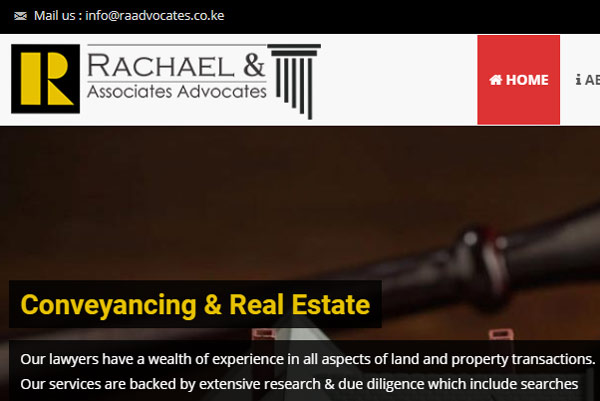 Mail us : info@raadvocates.co.ke
R RACHAEL &
Associates Advocates
HOME
AB
Conveyancing & Real Estate
Our lawyers have a wealth of experience in all aspects of land and property transactions.
Our services are backed by extensive research & due diligence which include searches